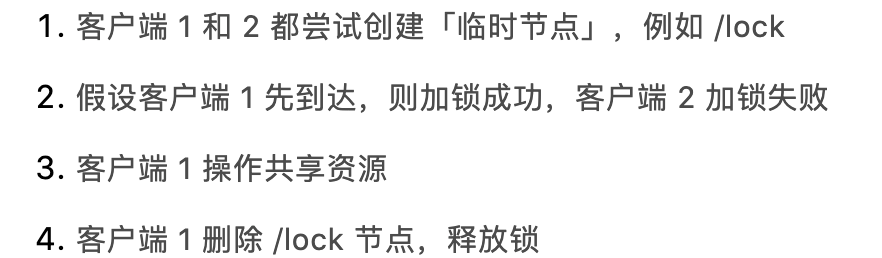 1. 客户端 1 和 2 都尝试创建「临时节点」，例如 /lock
2. 假设客户端 1 先到达，则加锁成功，客户端 2 加锁失败
3. 客户端 1 操作共享资源
4. 客户端 1 删除 /lock 节点，释放锁